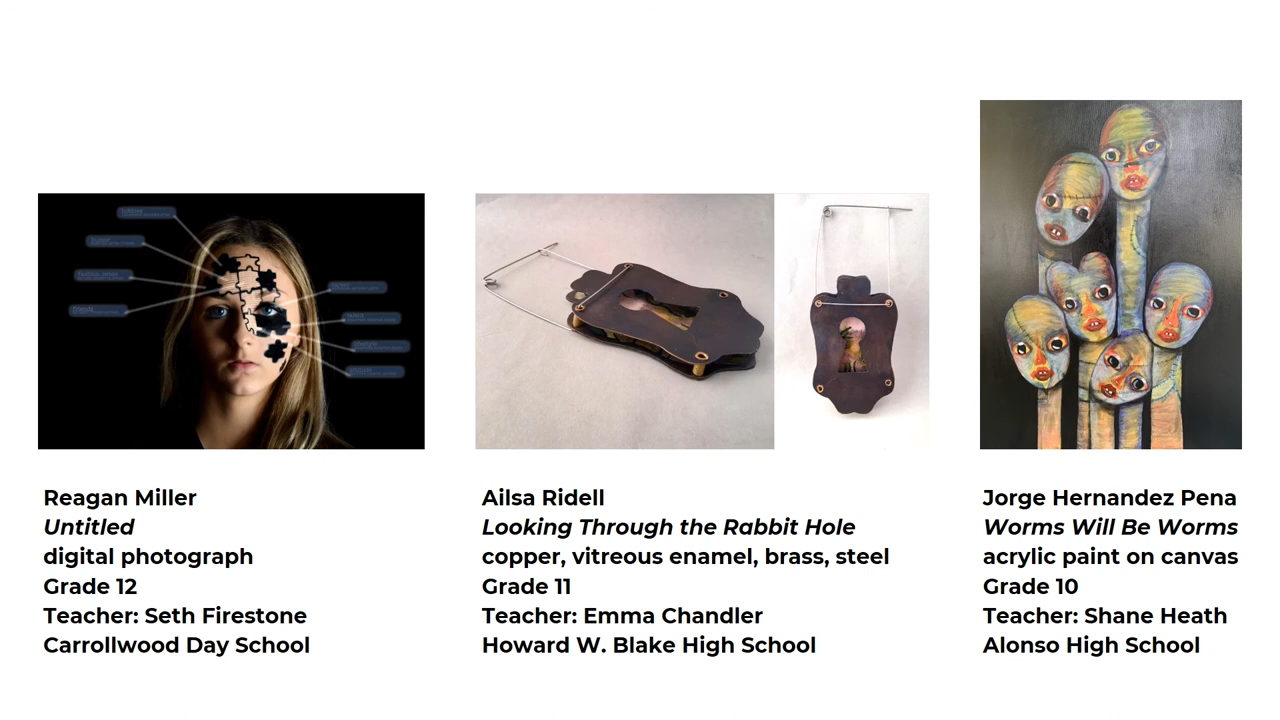 Reagan Miller
Untitled
digital photograph
Grade 12
Teacher: Seth Firestone
Carrollwood Day School
Ailsa Ridell
Looking Through the Rabbit Hole
copper, vitreous enamel, brass, steel
Grade 11
Teacher: Emma Chandler
Howard W. Blake High School
Jorge Hernandez Pena
Worms Will Be Worms
acrylic paint on canvas
Grade 10
Teacher: Shane Heath
Alonso High School